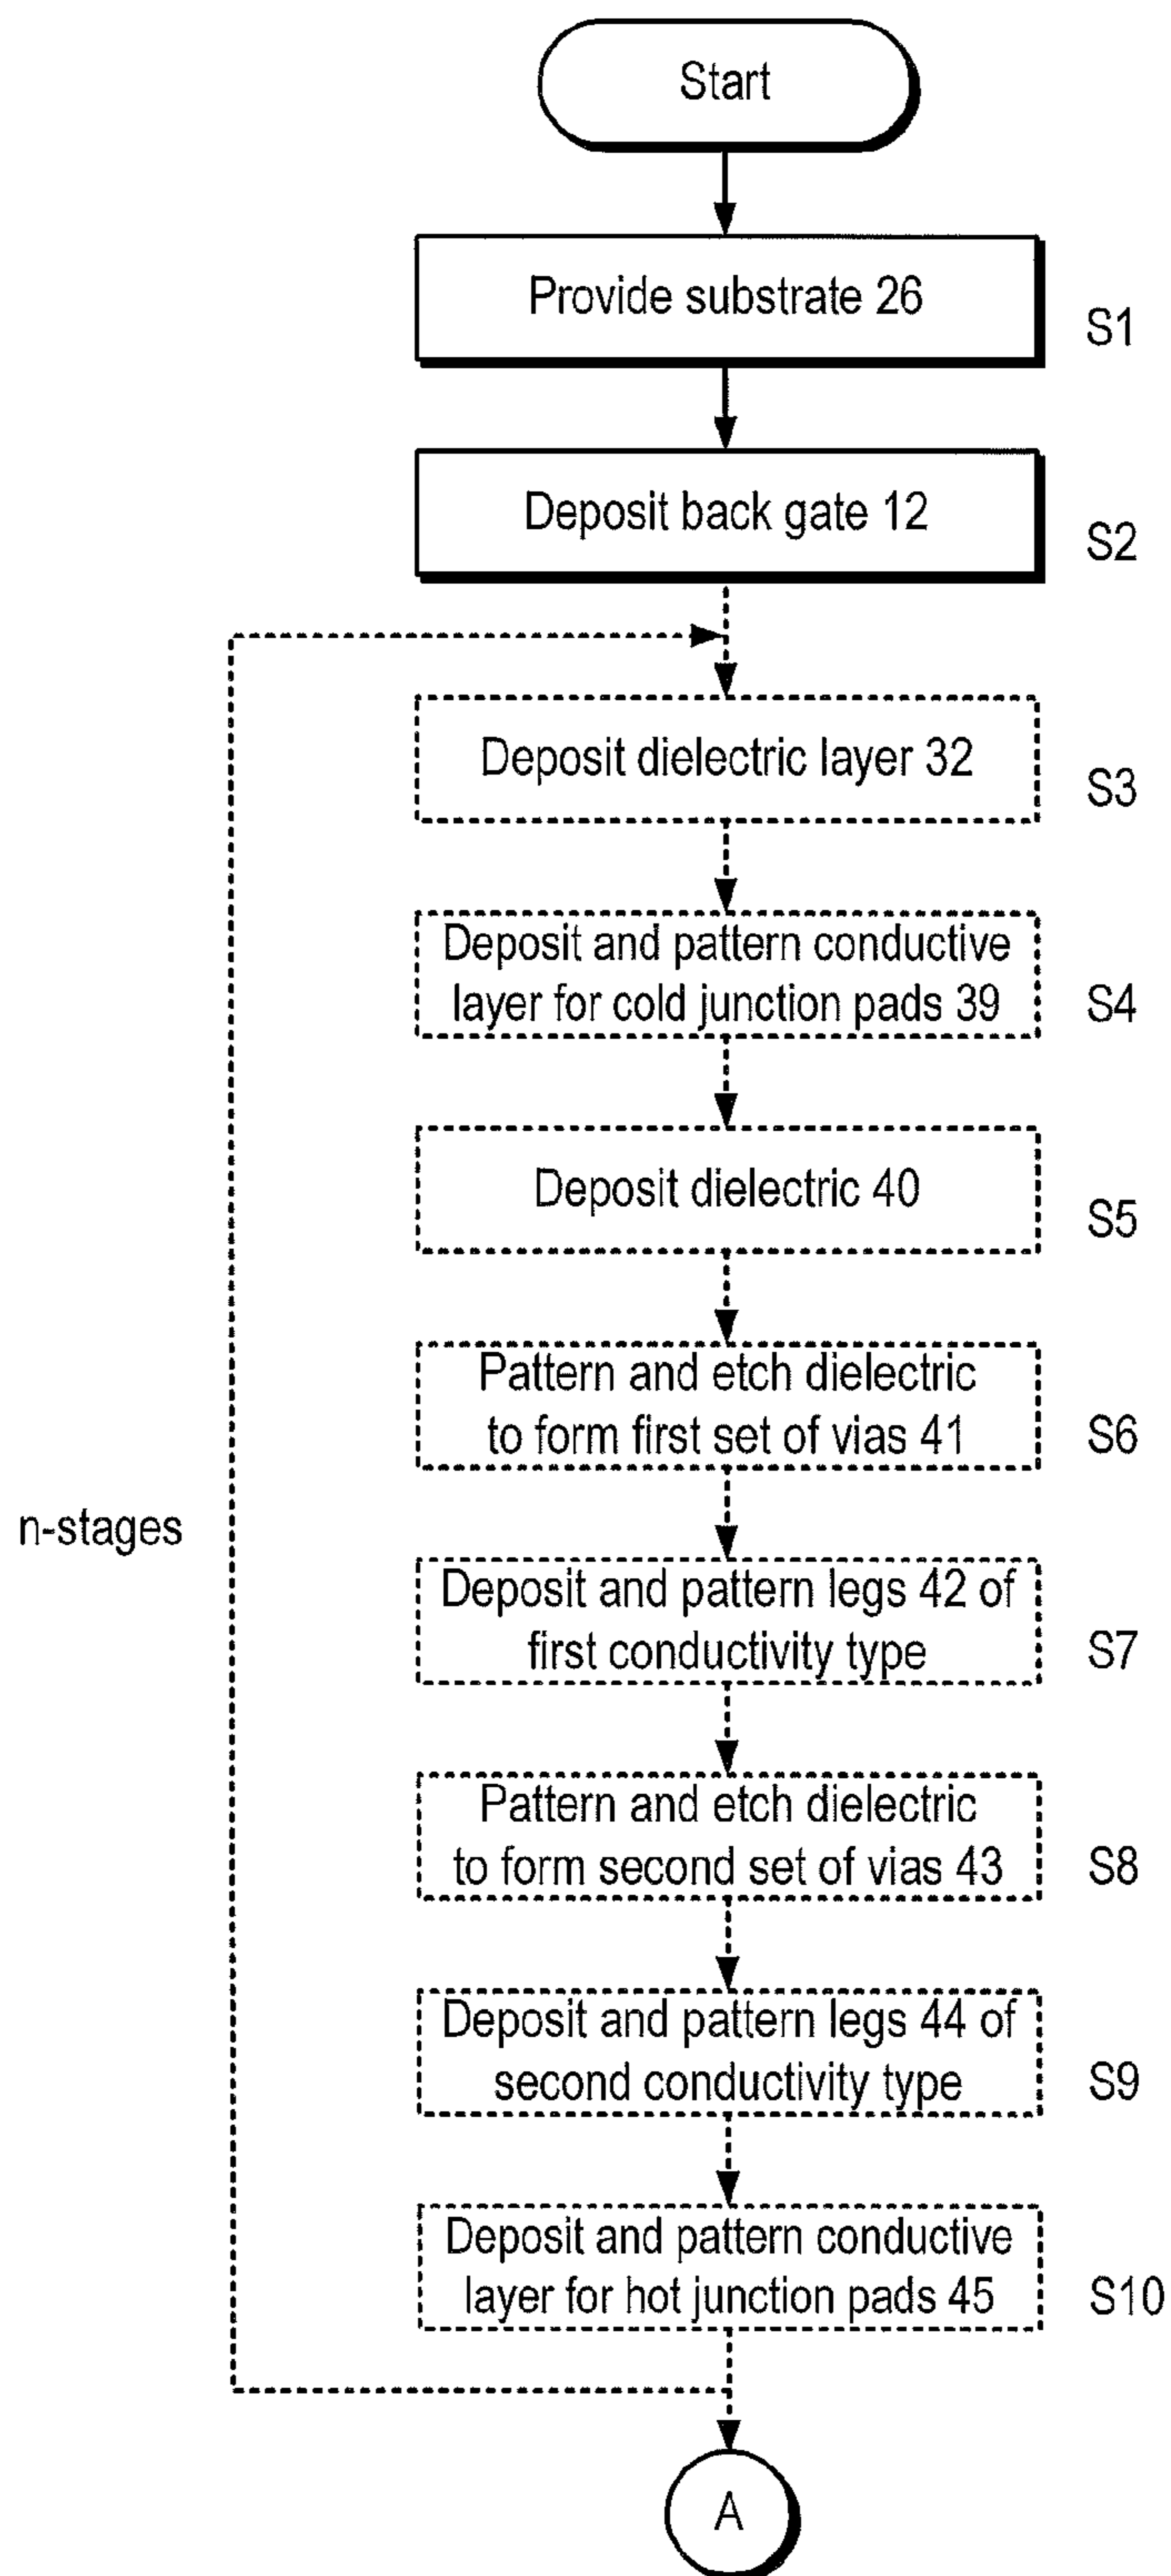 Start
Provide substrate 26
S1
Deposit back gate 12
S2
Deposit dielectric layer 32
S3
Deposit and pattern conductive
layer for cold junction pads 39
S4
Deposit dielectric 40
S5
Pattern and etch dielectric
to form first set of vias 41
S6
n-stages
Deposit and pattern legs 42 of
first conductivity type
S7
Pattern and etch dielectric
to form second set of vias 43
S8
Deposit and pattern legs 44 of
second conductivity type
S9
Deposit and pattern conductive
layer for hot junction pads 45
S10
A